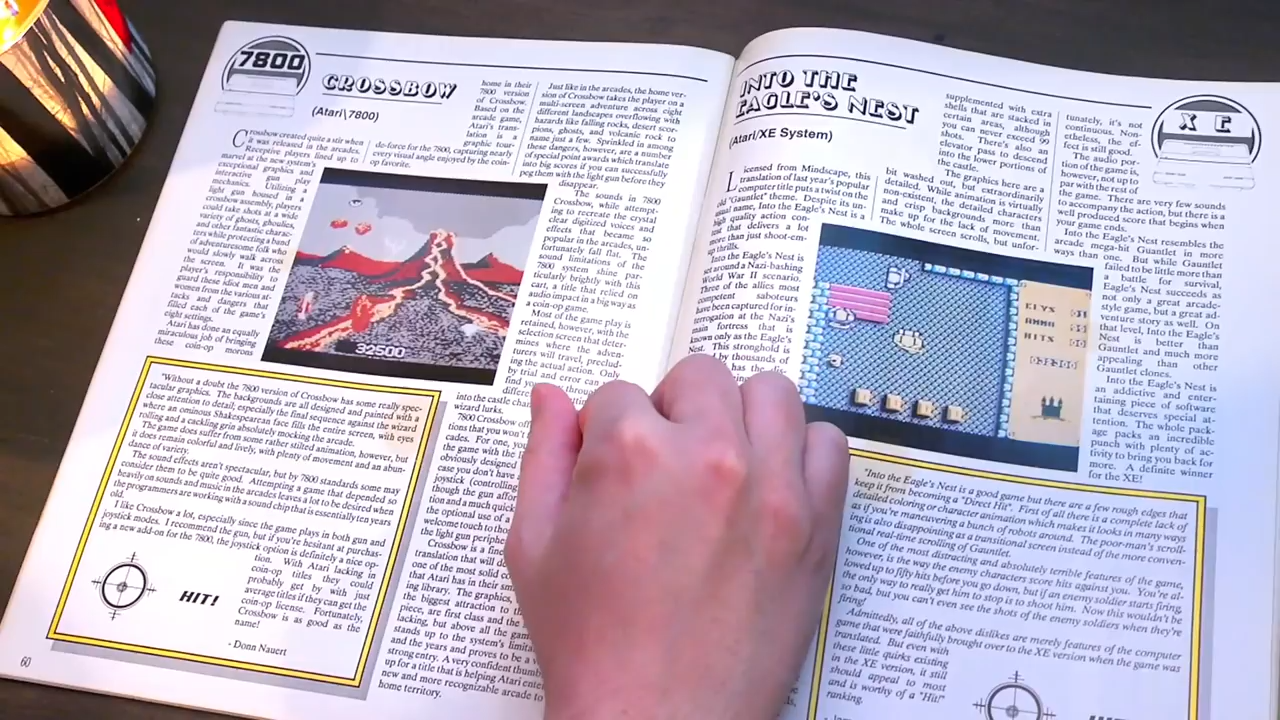 7800
CROSSBOW
(Atari\7800)
Crossbow created quite a stir when
it was released in the arcades.
Receptive players lined up to
marvel at the new system's
exceptional graphics and
interactive gun play
mechanics. Utilizing a
light gun housed in a
crossbow assembly, players
could take shots at a wide
variety of ghosts, ghoulies,
and other fantastic charac-
ters while protecting a band
of adventuresome folk who
would slowly walk across
the screen. It was the
player's responsibility to
guard these idiot men and
women from the various at-
tacks and dangers that
filled each of the game's
eight settings.
Atari has done an equally
miraculous job of bringing
these coin-op morons
home in their
7800 version
of Crossbow.
Based on the
arcade game,
Atari's trans-
lation is a
graphic tour-
de-force for the 7800, capturing nearly
every visual angle enjoyed by the coin-
op favorite.
Just like in the arcades, the home ver-
sion of Crossbow takes the player on a
multi-screen adventure across eight
different landscapes overflowing with
hazards like falling rocks, desert scor-
pions, ghosts, and volcanic rock to
name just a few. Sprinkled in among
these dangers, however, are a number
of special point awards which translate
into big scores if you can successfully
peg them with the light gun before they
disappear.
The sounds in 7800
Crossbow, while attempt-
ing to recreate the crystal
clear digitized voices and
effects that became so
popular in the arcades, un-
fortunately fall flat. The
sound limitations of the
7800 system shine par-
ticularly brightly with this
cart, a title that relied on
audio impact in a big way as
a coin-op game.
Most of the game play is
retained, however, with the
selection screen that deter-
mines where the adven-
turers will travel, preclud-
ing the actual action. Only
by trial and error can
find you
differe
into the castle cham
wizard lurks.
7800 Crossbow off
tions that you won't
cades. For one, you
the game with the
obviously designed
case you don't have
joystick (controlling
though the gun affor
tion and a much quick
the optional use of a
welcome touch to tho
the light gun periphe
Crossbow is a fine
translation that will do
one of the most solid co
that Atari has in their sm
ing library. The graphics,
the biggest attraction to th
piece, are first class and the
lacking, but above all the gam
stands up to the system's limita
and the years and proves to be a v
strong entry. A very confident thumb
up for a title that is helping Atari enter
new and more recognizable arcade to
home territory.
32500
"Without a doubt the 7800 version of Crossbow has some really spec-
tacular graphics. The backgrounds are all designed and painted with a
close attention to detail; especially the final sequence against the wizard
where an ominous Shakespearean face fills the entire screen, with eyes
rolling and a cackling grin absolutely mocking the arcade.
The game does suffer from rather stilted animation, however, but
it does remain colorful and lively, with plenty of movement and an abun-
dance of variety.
The sound effects aren't spectacular, but by 7800 standards some may
consider them to be quite good. Attempting a game that depended so
heavily on sounds and music in the arcades leaves a lot to be desired when
the programmers are working with a sound chip that is essentially ten years
old.
I like Crossbow a lot, especially since the game plays in both gun and
joystick modes. I recommend the gun, but if you're hesitant at purchas-
ing a new add-on for the 7800, the joystick option is definitely a nice op-
tion. With Atari lacking in
coin-op titles they could
probably get by with just
average titles if they can get the
coin-op license. Fortunately,
Crossbow is as good as the
name!
HIT!
- Donn Nauert
60
INTO THE
EAGLE'S NEST
(Atari/XE System)
XE
Licensed from Mindscape, this
translation of last year's popular
computer title puts a twist on the
old "Gauntlet" theme. Despite its un-
usual name, Into the Eagle's Nest is a
high quality action con-
test that delivers a lot
more than just shoot-em-
up thrills.
Into the Eagle's Nest is
set around a Nazi-bashing
World War II scenario.
Three of the allies most
competent saboteurs
have been captured for in-
terrogation at the Nazi's
main fortress that is
known only as the Eagle's
Nest. This stronghold is
by thousands of
has the dis-
supplemented with extra
shells that are stacked in
certain areas, although
you can never exceed 99
shots. There's also an
elevator pass to descend
into the lower portions of
the castle.
The graphics here are a
bit washed out, but extraordinarily
detailed. While animation is virtually
nonexistent, the detailed characters
and crisp backgrounds more than
make up for the lack of movement.
The whole screen scrolls, but unfor-
tunately, it's not
continuous. Non-
etheless, the ef-
fect is still good.
The audio por-
tion of the game is,
however, not up to
par with the rest of
the game. There are very few sounds
to accompany the action, but there is a
well produced score that begins when
your game ends.
Into the Eagle's Nest resembles the
arcade mega-hit Gauntlet in more
ways than one. But while Gauntlet
failed to be little more than
a battle for survival,
Eagle's Nest succeeds as
not only a great arcade-
style game, but a great ad-
venture story as well. On
that level, Into the Eagle's
Nest is better than
Gauntlet and much more
appealing than other
Gauntlet clones.
Into the Eagle's Nest is
an addictive and enter-
taining piece of software
that deserves special at-
tention. The whole pack-
age packs an incredible
punch with plenty of ac-
tivity to bring you back for
more. A definite winner
for the XE!
KEYS
AMMO
HITS
"Into the Eagle's Nest is a good game but there are a few rough edges that
keep it from becoming a "Direct Hit". First of all there is a complete lack of
detailed coloring or character animation which makes it looks in many ways
as if you're maneuvering a bunch of robots around. The poor-man's scroll-
ing is also disappointing as a transitional screen instead of the more conven-
tional real-time scrolling of Gauntlet.
One of the most distracting and absolutely terrible features of the game,
however, is the way the enemy characters score hits against you. You're al-
lowed up to fifty hits before you go down, but if an enemy soldier starts firing,
the only way to really get him to stop is to shoot him. Now this wouldn't be
so bad, but you can't even see the shots of the enemy soldiers when they're
firing!
Admittedly, all of the above dislikes are merely features of the computer
game that were faithfully brought over to the XE version when the game was
translated. But even with
these little quirks existing
in the XE version, it still
should appeal to most
and is worthy of a "Hit!"
ranking.